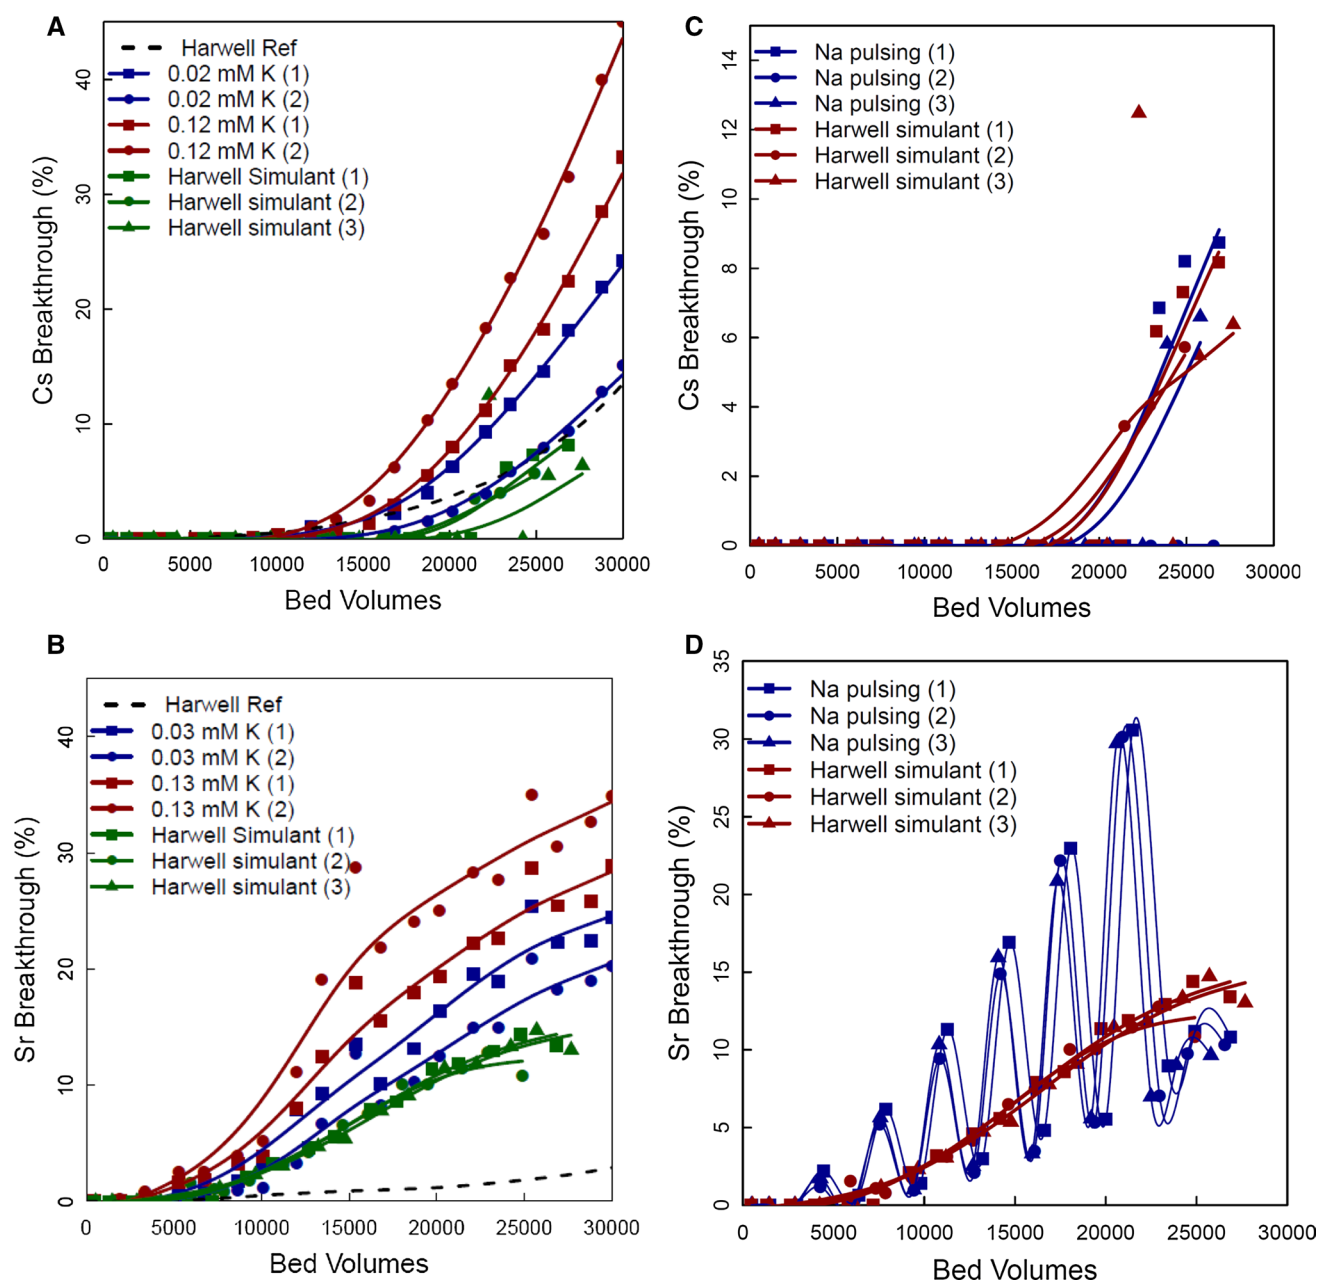 A
Harwell Ref
0.02 mM K (1)
0.02 mM K (2)
0.12 mM K (1)
0.12 mM K (2)
Harwell Simulant (1)
Harwell simulant (2)
Harwell simulant (3)
Cs Breakthrough (%)
0 10 20 30 40
0 5000 10000 15000 20000 25000 30000
Bed Volumes
C
Na pulsing (1)
Na pulsing (2)
Na pulsing (3)
Harwell simulant (1)
Harwell simulant (2)
Harwell simulant (3)
Cs Breakthrough (%)
0 2 4 6 8 10 12 14
0 5000 10000 15000 20000 25000 30000
Bed Volumes
B
Harwell Ref
0.03 mM K (1)
0.03 mM K (2)
0.13 mM K (1)
0.13 mM K (2)
Harwell Simulant (1)
Harwell simulant (2)
Harwell simulant (3)
Sr Breakthrough (%)
0 10 20 30 40
0 5000 10000 15000 20000 25000 30000
Bed Volumes
D
Na pulsing (1)
Na pulsing (2)
Na pulsing (3)
Harwell simulant (1)
Harwell simulant (2)
Harwell simulant (3)
Sr Breakthrough (%)
0 5 10 15 20 25 30 35
0 5000 10000 15000 20000 25000 30000
Bed Volumes